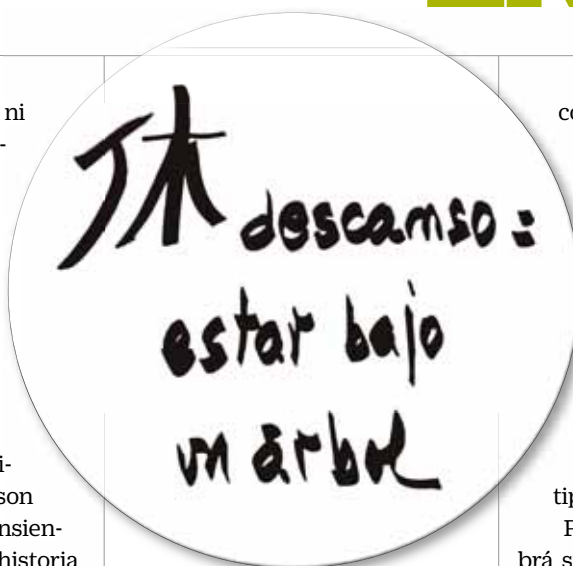 ni
休 descanso :
estar bajo
un árbol
son
nsien-
historia
co
tip
brá s